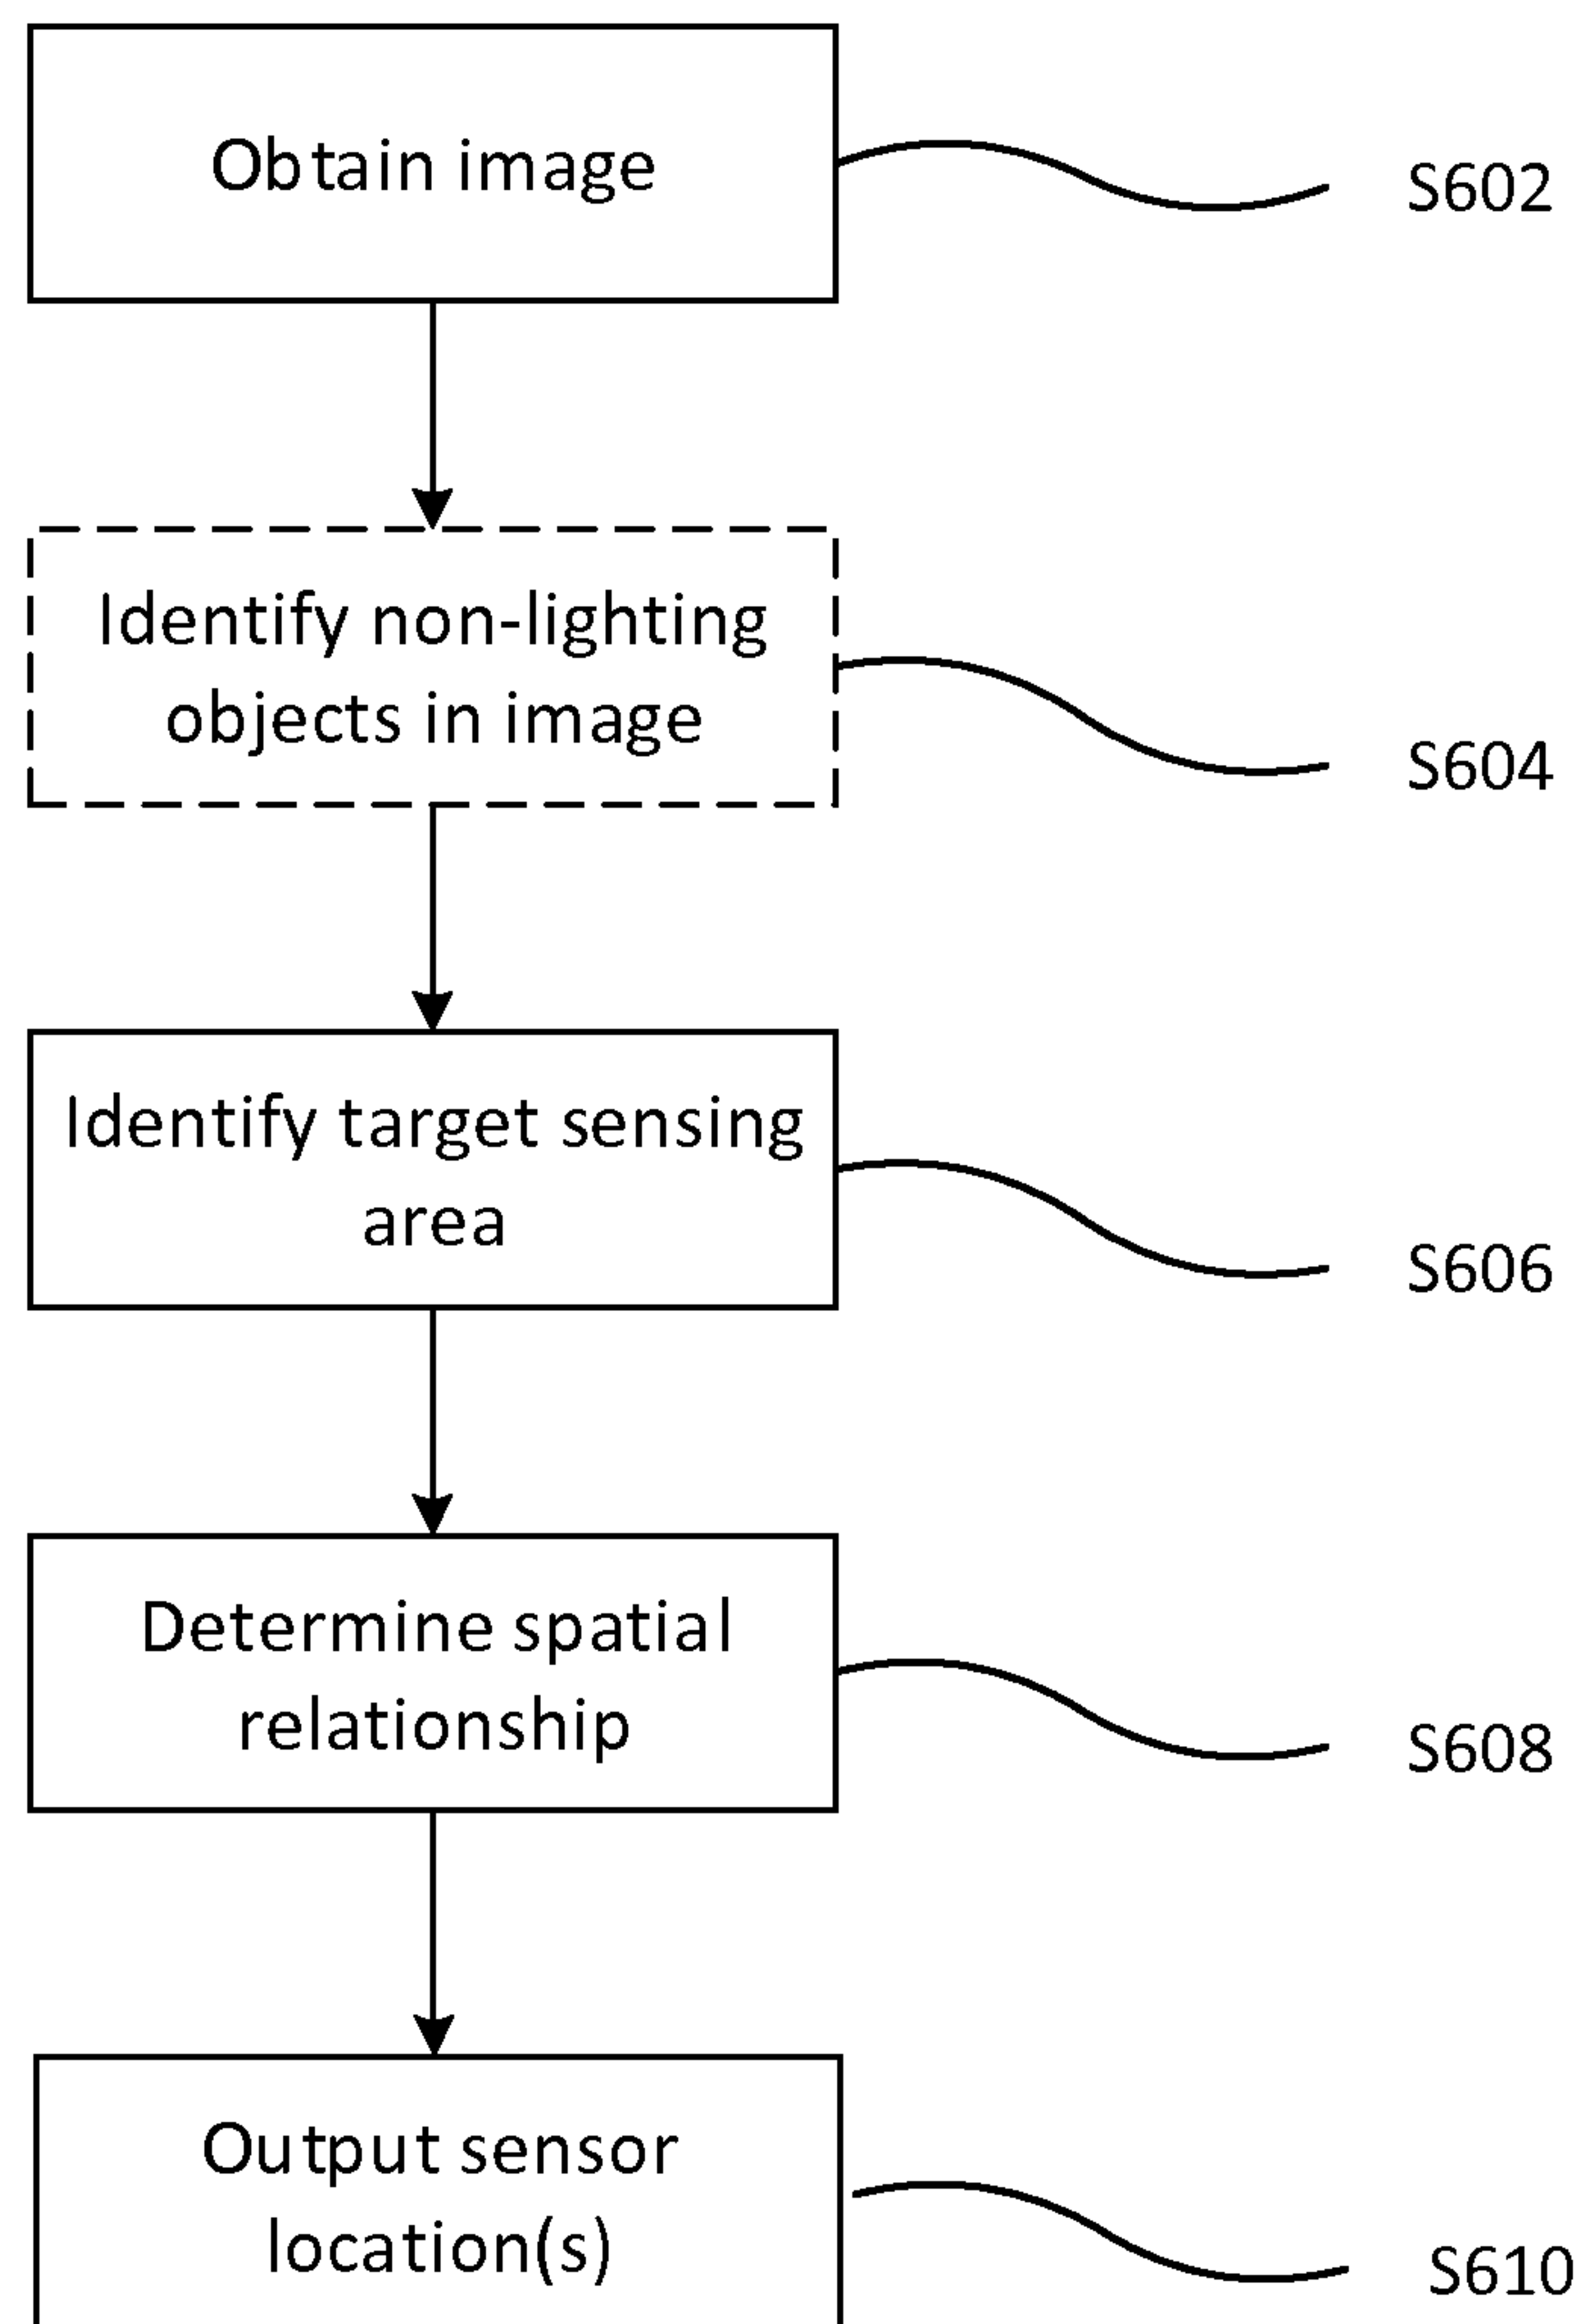 Obtain image
S602
Identify non-lighting
objects in image
S604
Identify target sensing
area
S606
Determine spatial
relationship
S608
Output sensor
location(s)
S610